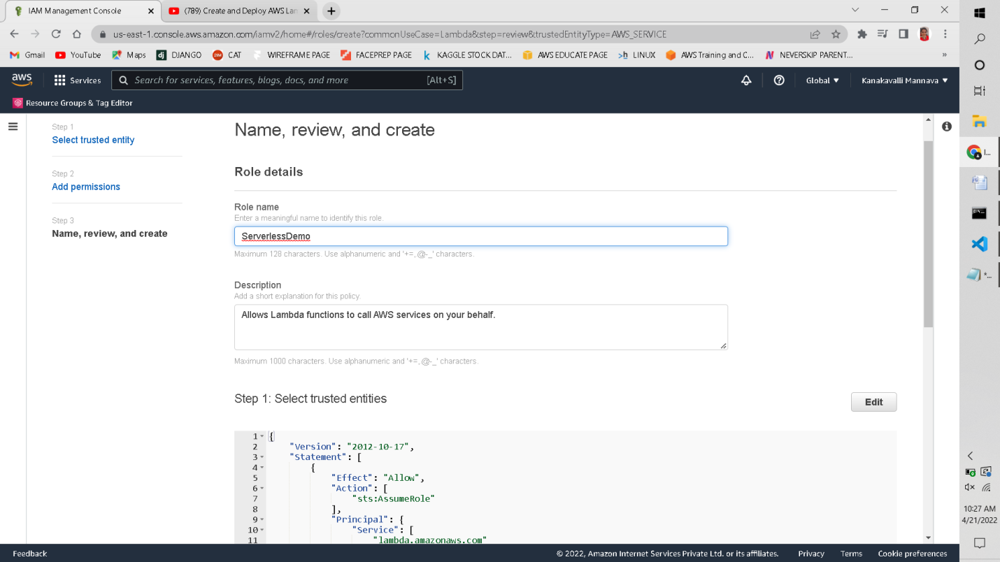 IAM Management Console
(789) Create and Deploy AWS Lam
us-east-1.console.aws.amazon.com/iamv2/home#/roles/create?commonUseCase=Lambda&step=review&trustedEntityType=AWS_SERVICE
Gmail YouTube Maps DJANGO CAT WIREFRAME PAGE FACEPREP PAGE KAGGLE STOCK DAT... AWS EDUCATE PAGE LINUX AWS Training and C... NEVERSKIP PARENT...
aws Services Search for services, features, blogs, docs, and more [Alt+S] Global Kanakavalli Mannava
Resource Groups & Tag Editor
Step 1
Select trusted entity
Step 2
Add permissions
Step 3
Name, review, and create
Name, review, and create
Role details
Role name
Enter a meaningful name to identify this role.
ServerlessDemo
Maximum 128 characters. Use alphanumeric and '+=,.@-_' characters.
Description
Add a short explanation for this policy.
Allows Lambda functions to call AWS services on your behalf.
Maximum 1000 characters. Use alphanumeric and '+=,.@-_' characters.
Step 1: Select trusted entities
Edit
1 {
2 "Version": "2012-10-17",
3 "Statement": [
4 {
5 "Effect": "Allow",
6 "Action": [
7 "sts:AssumeRole"
8 ],
9 "Principal": {
10 "Service": [
11 "lambda.amazonaws.com"
Feedback © 2022, Amazon Internet Services Private Ltd. or its affiliates. Privacy Terms Cookie preferences
I...
*...
10:27 AM
4/21/2022